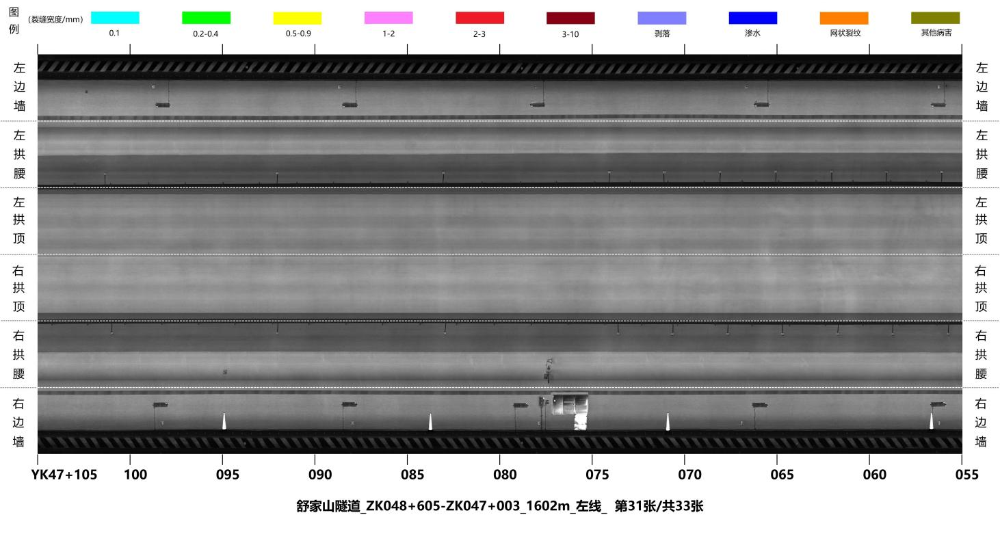 图例 (裂缝宽度/mm) 0.1 0.2-0.4 0.5-0.9 1-2 2-3 3-10 剥落 渗水 网状裂纹 其他病害
左边墙 左边墙
左拱腰 左拱腰
左拱顶 左拱顶
右拱顶 右拱顶
右拱腰 右拱腰
右边墙 右边墙
YK47+105 100 095 090 085 080 075 070 065 060 055
舒家山隧道_ZK048+605-ZK047+003_1602m_左线_ 第31张/共33张